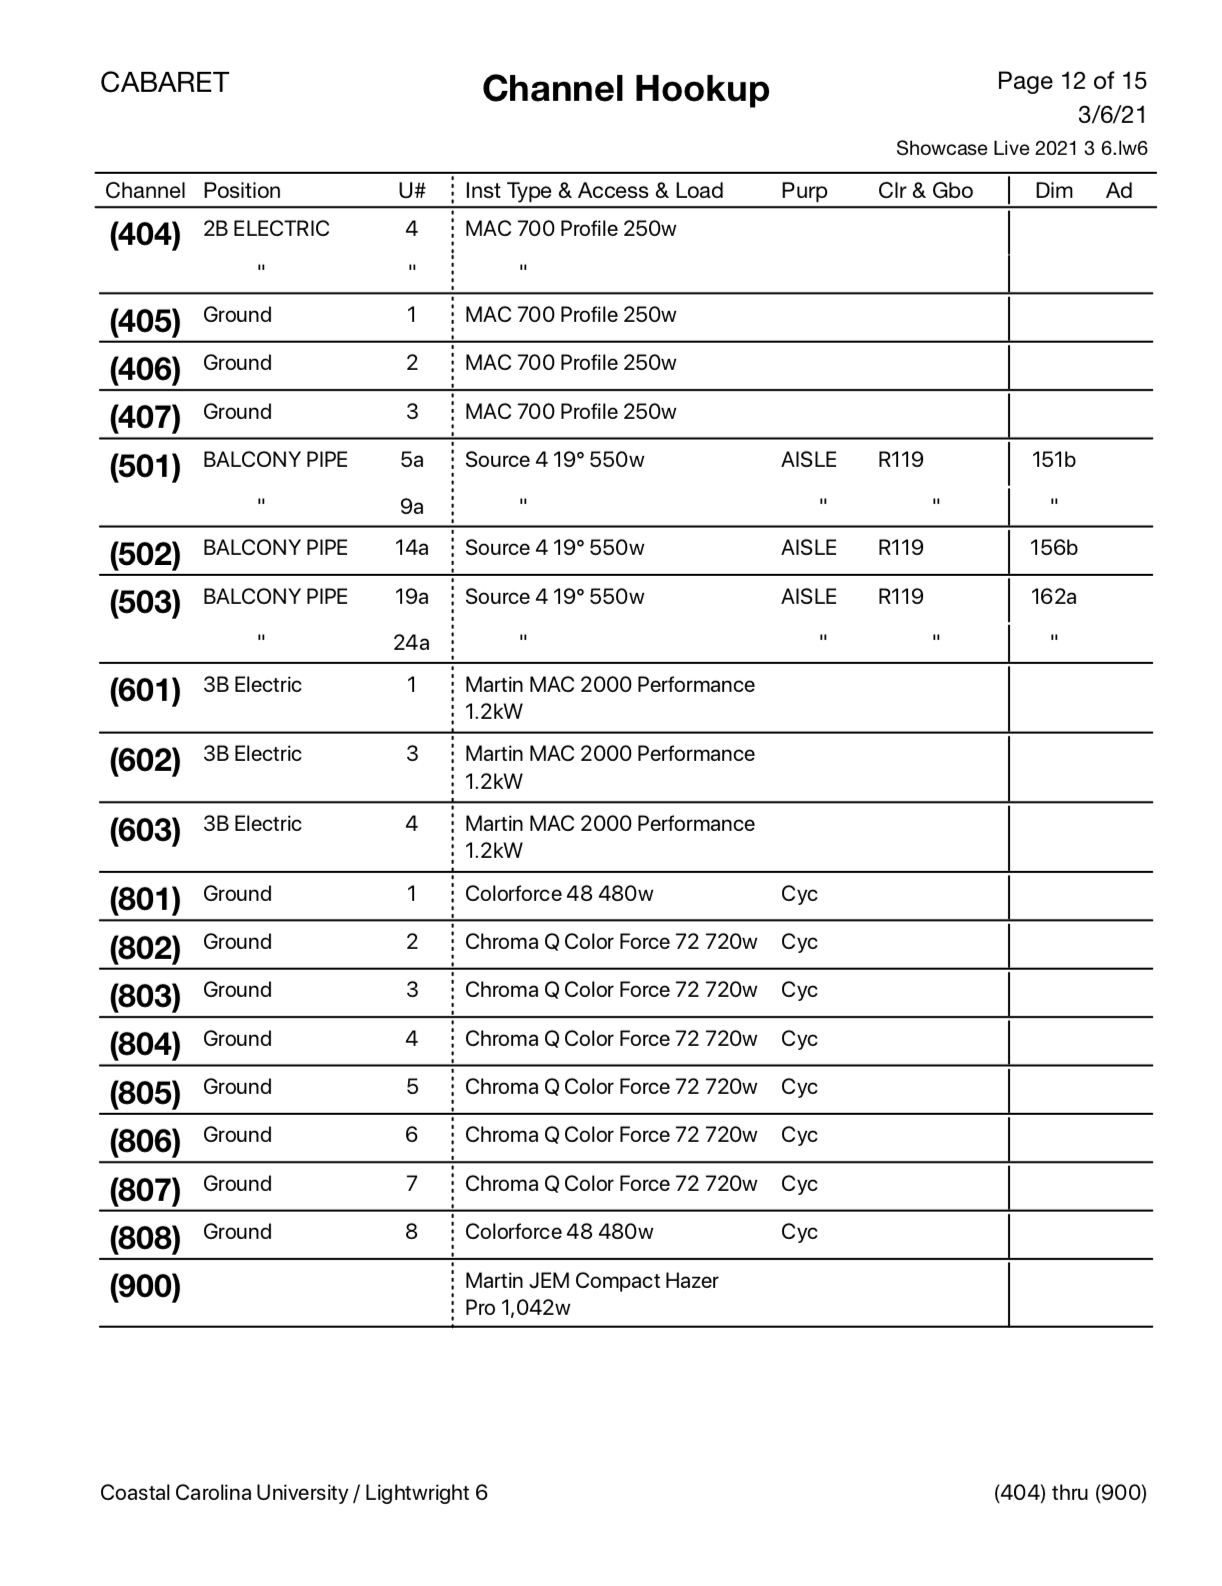 CABARET Channel Hookup Page 12 of 15
3/6/21
Showcase Live 2021 3 6.lw6
Channel Position U# Inst Type & Access & Load Purp Clr & Gbo Dim Ad
(404) 2B ELECTRIC 4 MAC 700 Profile 250w
" " "
(405) Ground 1 MAC 700 Profile 250w
(406) Ground 2 MAC 700 Profile 250w
(407) Ground 3 MAC 700 Profile 250w
(501) BALCONY PIPE 5a Source 4 19° 550w AISLE R119 151b
" 9a " " " "
(502) BALCONY PIPE 14a Source 4 19° 550w AISLE R119 156b
(503) BALCONY PIPE 19a Source 4 19° 550w AISLE R119 162a
" 24a " " " "
(601) 3B Electric 1 Martin MAC 2000 Performance
1.2kW
(602) 3B Electric 3 Martin MAC 2000 Performance
1.2kW
(603) 3B Electric 4 Martin MAC 2000 Performance
1.2kW
(801) Ground 1 Colorforce 48 480w Cyc
(802) Ground 2 Chroma Q Color Force 72 720w Cyc
(803) Ground 3 Chroma Q Color Force 72 720w Cyc
(804) Ground 4 Chroma Q Color Force 72 720w Cyc
(805) Ground 5 Chroma Q Color Force 72 720w Cyc
(806) Ground 6 Chroma Q Color Force 72 720w Cyc
(807) Ground 7 Chroma Q Color Force 72 720w Cyc
(808) Ground 8 Colorforce 48 480w Cyc
(900) Martin JEM Compact Hazer
Pro 1,042w
Coastal Carolina University / Lightwright 6 (404) thru (900)